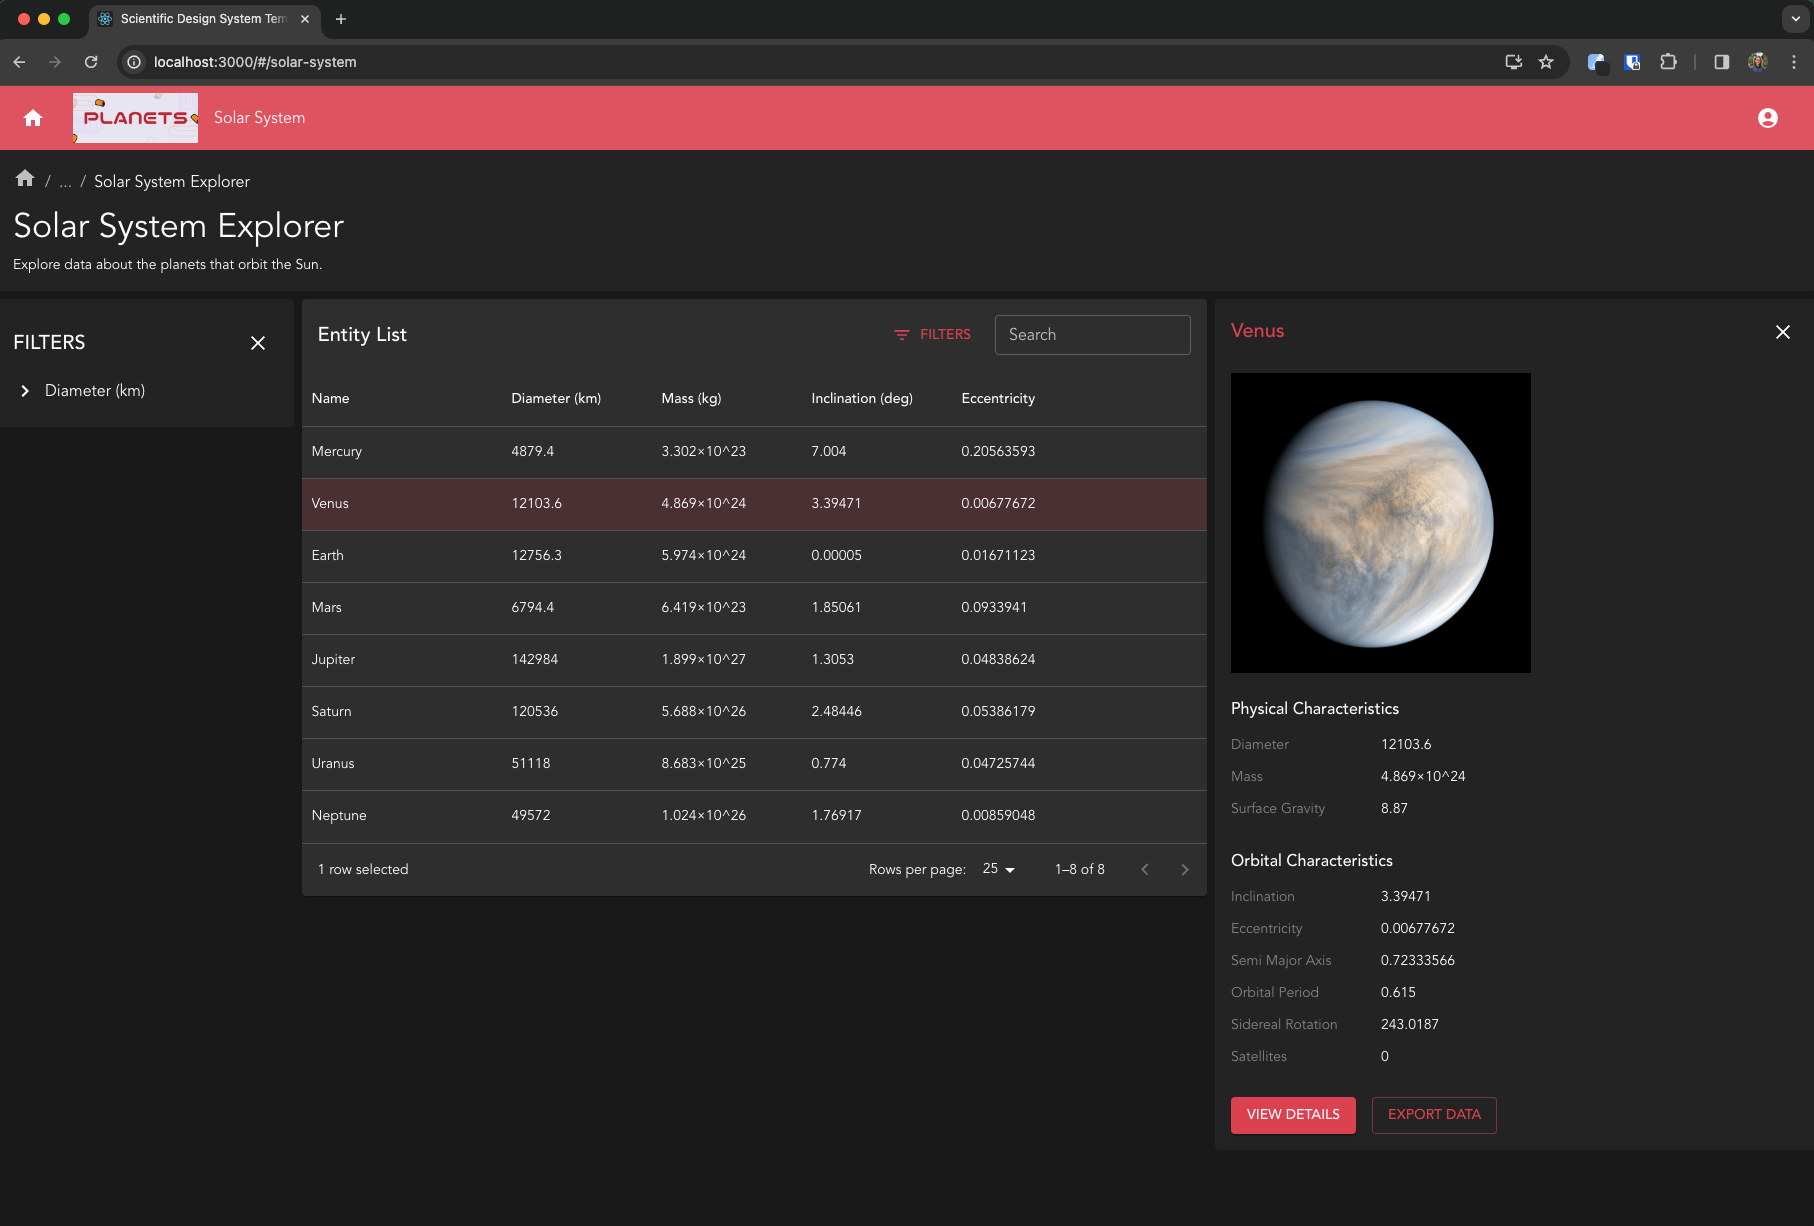 Scientific Design System Tem
localhost:3000/#/solar-system
PLANETS
Solar System
/ ... / Solar System Explorer
Solar System Explorer
Explore data about the planets that orbit the Sun.
FILTERS
Diameter (km)
Entity List
FILTERS
Search
Name Diameter (km) Mass (kg) Inclination (deg) Eccentricity
Mercury 4879.4 3.302×10^23 7.004 0.20563593
Venus 12103.6 4.869×10^24 3.39471 0.00677672
Earth 12756.3 5.974×10^24 0.00005 0.01671123
Mars 6794.4 6.419×10^23 1.85061 0.0933941
Jupiter 142984 1.899×10^27 1.3053 0.04838624
Saturn 120536 5.688×10^26 2.48446 0.05386179
Uranus 51118 8.683×10^25 0.774 0.04725744
Neptune 49572 1.024×10^26 1.76917 0.00859048
1 row selected Rows per page: 25 1–8 of 8
Venus
Physical Characteristics
Diameter 12103.6
Mass 4.869×10^24
Surface Gravity 8.87
Orbital Characteristics
Inclination 3.39471
Eccentricity 0.00677672
Semi Major Axis 0.72333566
Orbital Period 0.615
Sidereal Rotation 243.0187
Satellites 0
VIEW DETAILS EXPORT DATA